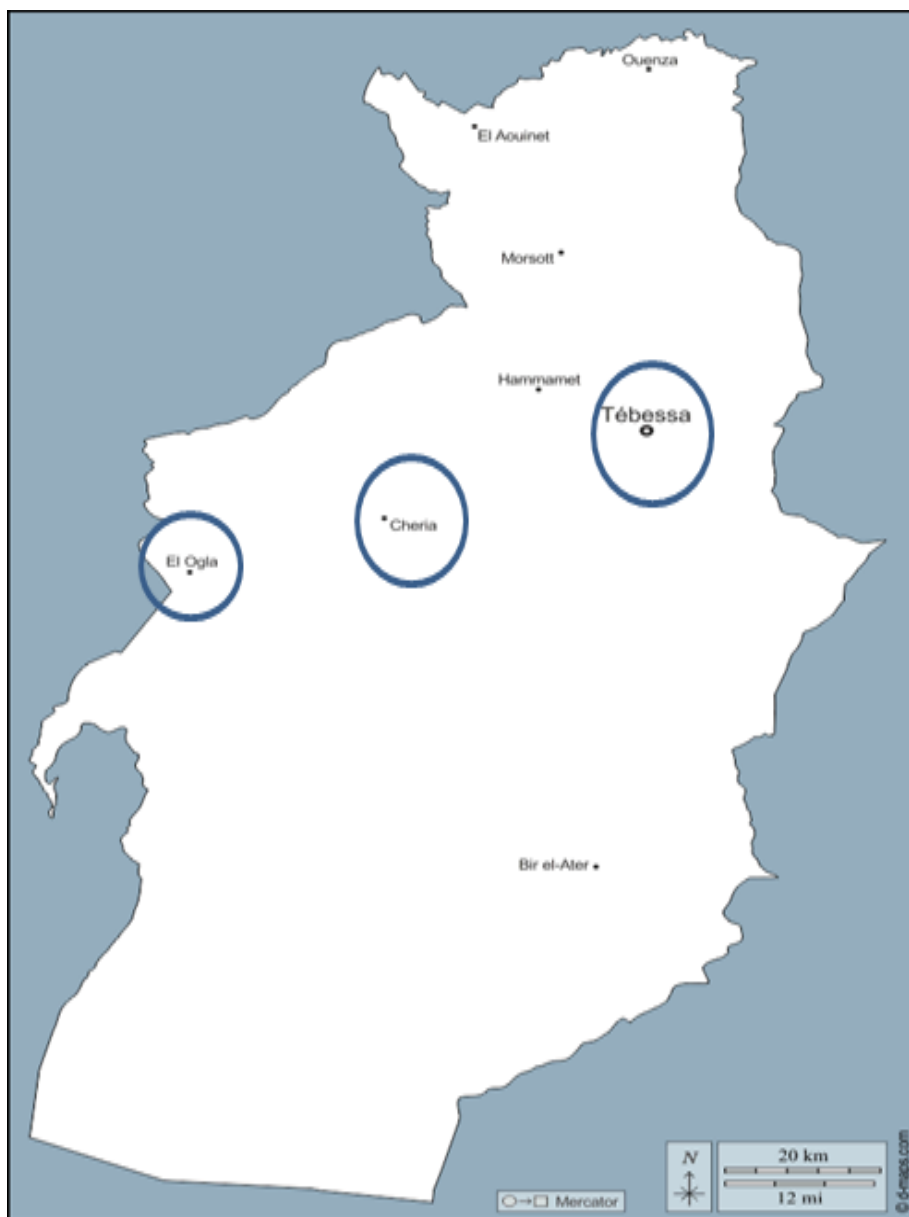 Ouenza
El Aouinet
Morsott
Hammamet
Tébessa
Cheria
El Ogla
Bir el-Ater
N
20 km
12 mi
Mercator
© d-maps.com